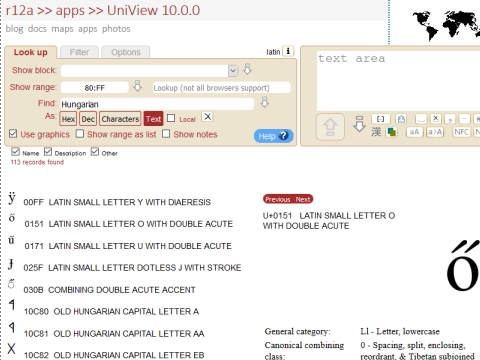 r12a >> apps >> UniView 10.0.0
blog docs maps apps photos
Look up Filter Options latin i
Show block:
Show range: 80:FF Lookup (not all browsers support)
Find: Hungarian
As: Hex Dec Characters Text Local X
Use graphics Show range as list Show notes Help ?
Name Description Other
113 records found
text area
漢 aA a>A NFC
ÿ 00FF LATIN SMALL LETTER Y WITH DIAERESIS
ő 0151 LATIN SMALL LETTER O WITH DOUBLE ACUTE
ű 0171 LATIN SMALL LETTER U WITH DOUBLE ACUTE
ɟ 025F LATIN SMALL LETTER DOTLESS J WITH STROKE
030B COMBINING DOUBLE ACUTE ACCENT
10C80 OLD HUNGARIAN CAPITAL LETTER A
10C81 OLD HUNGARIAN CAPITAL LETTER AA
10C82 OLD HUNGARIAN CAPITAL LETTER EB
Previous Next
U+0151 LATIN SMALL LETTER O
WITH DOUBLE ACUTE
ő
General category: Ll - Letter, lowercase
Canonical combining class: 0 - Spacing, split, enclosing,
reordrant, & Tibetan subjoined